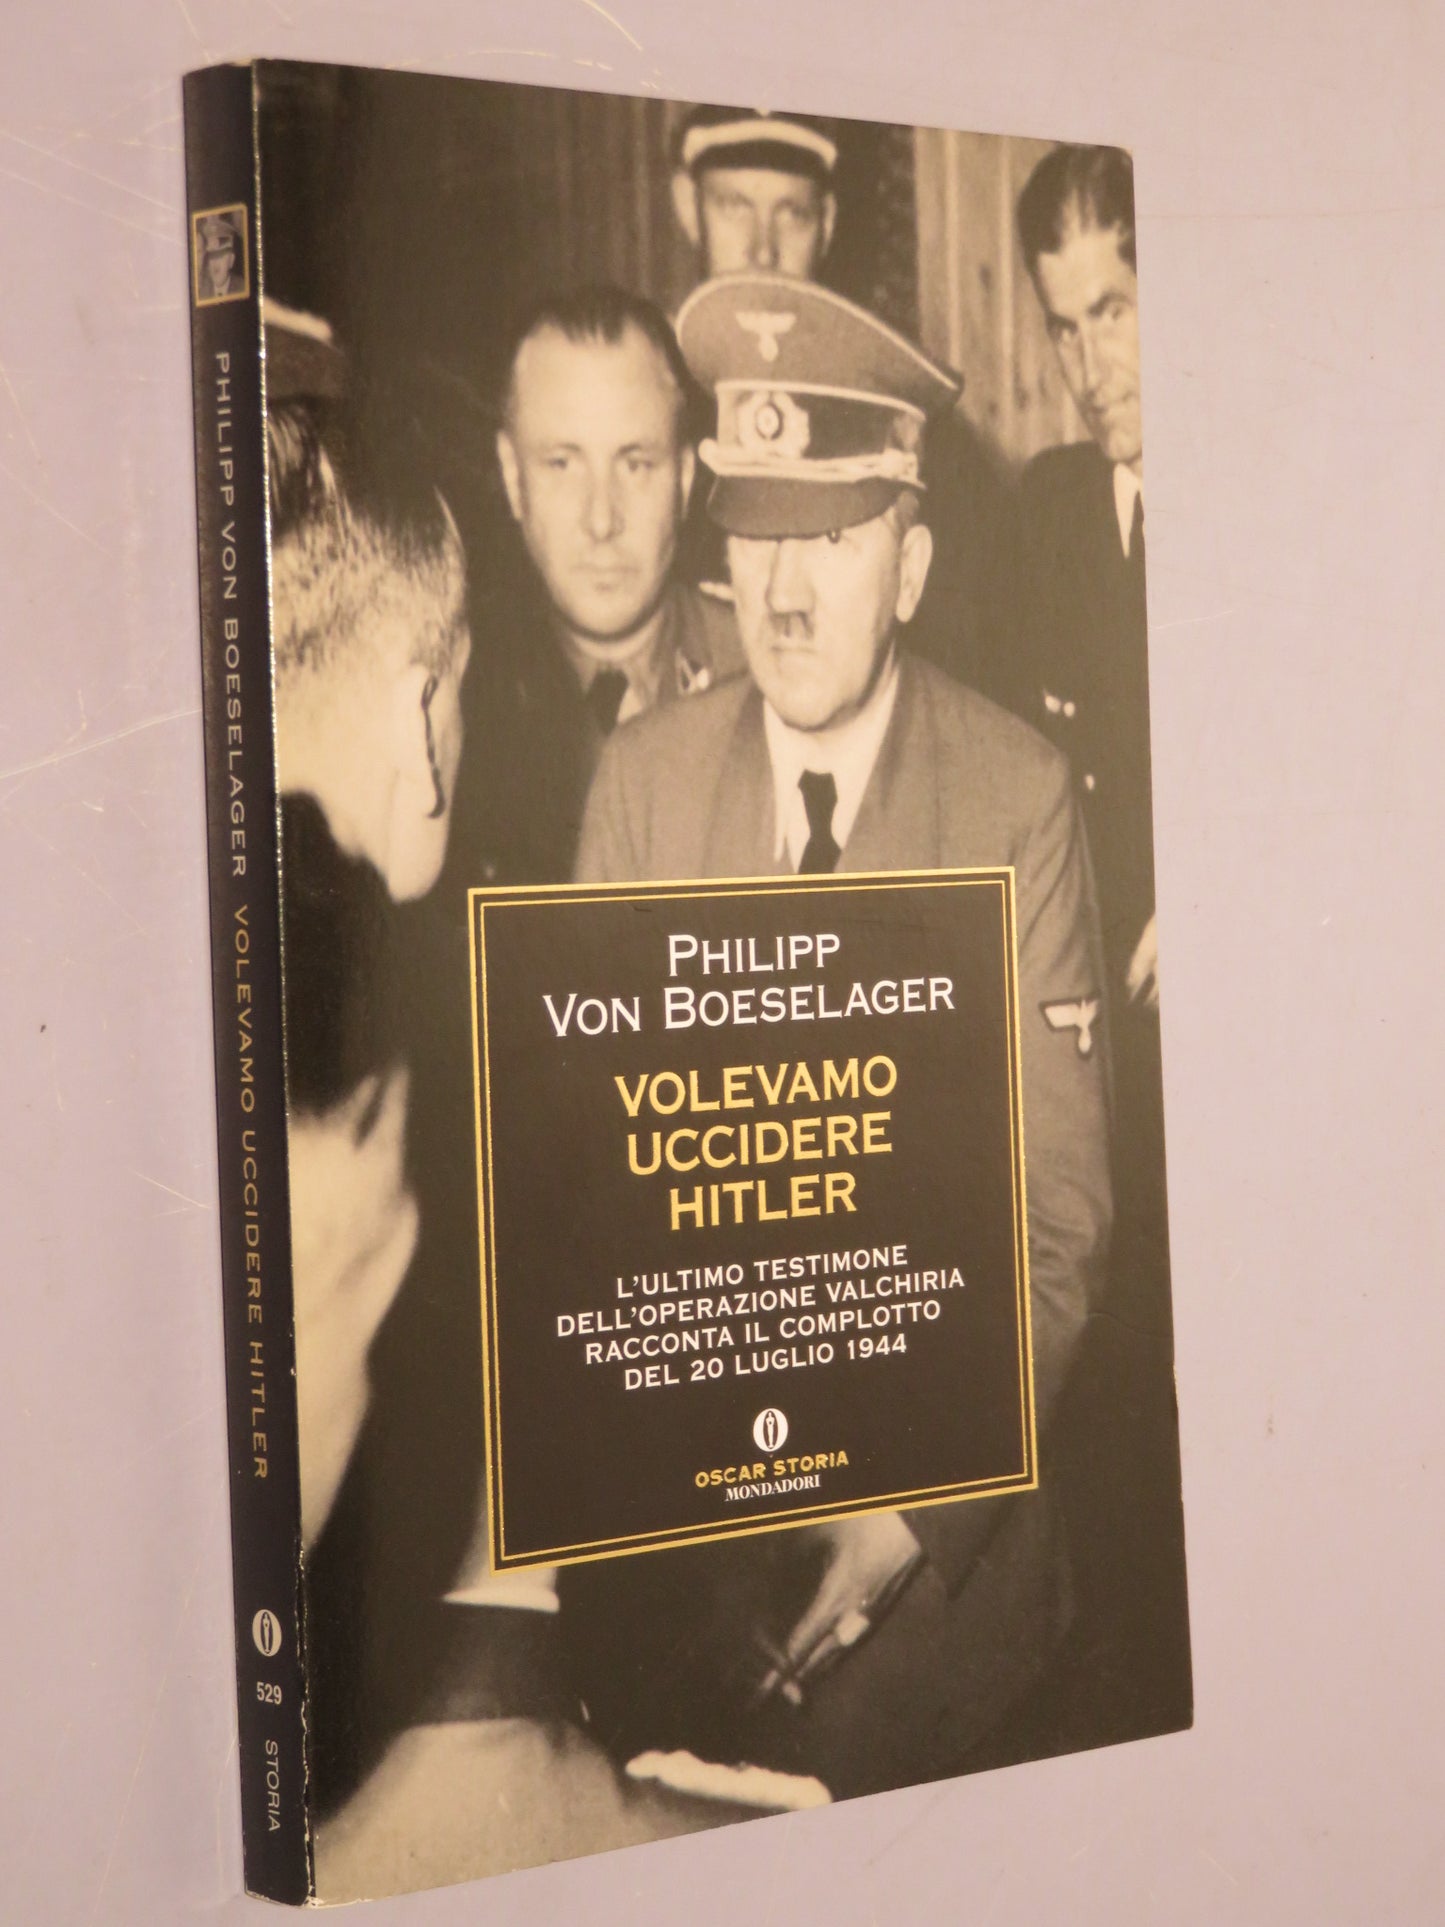 PHILIPP VON BOESELAGER VOLEVAMO UCCIDERE HITLER
529
STORIA
PHILIPP
VON BOESELAGER
VOLEVAMO
UCCIDERE
HITLER
L'ULTIMO TESTIMONE
DELL'OPERAZIONE VALCHIRIA
RACCONTA IL COMPLOTTO
DEL 20 LUGLIO 1944
OSCAR STORIA
MONDADORI